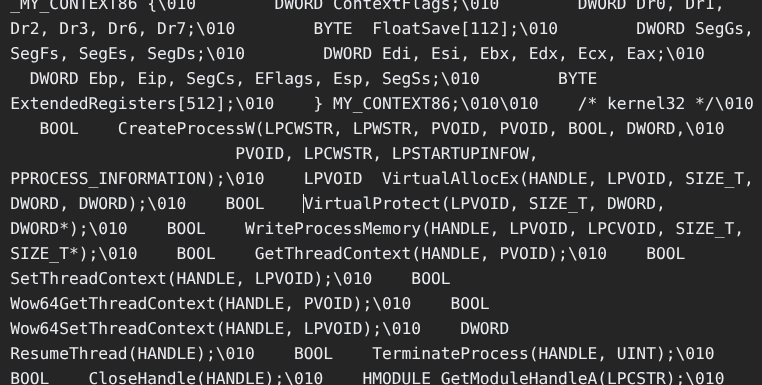 _MY_CONTEXT86 {\010        DWORD ContextFlags;\010        DWORD Dr0, Dr1,
Dr2, Dr3, Dr6, Dr7;\010        BYTE  FloatSave[112];\010        DWORD SegGs,
SegFs, SegEs, SegDs;\010        DWORD Edi, Esi, Ebx, Edx, Ecx, Eax;\010
  DWORD Ebp, Eip, SegCs, EFlags, Esp, SegSs;\010        BYTE
ExtendedRegisters[512];\010    } MY_CONTEXT86;\010\010    /* kernel32 */\010
   BOOL    CreateProcessW(LPCWSTR, LPWSTR, PVOID, PVOID, BOOL, DWORD,\010
                       PVOID, LPCWSTR, LPSTARTUPINFOW,
PPROCESS_INFORMATION);\010    LPVOID  VirtualAllocEx(HANDLE, LPVOID, SIZE_T,
DWORD, DWORD);\010    BOOL    VirtualProtect(LPVOID, SIZE_T, DWORD,
DWORD*);\010    BOOL    WriteProcessMemory(HANDLE, LPVOID, LPCVOID, SIZE_T,
SIZE_T*);\010    BOOL    GetThreadContext(HANDLE, PVOID);\010    BOOL
SetThreadContext(HANDLE, LPVOID);\010    BOOL
Wow64GetThreadContext(HANDLE, PVOID);\010    BOOL
Wow64SetThreadContext(HANDLE, LPVOID);\010    DWORD
ResumeThread(HANDLE);\010    BOOL    TerminateProcess(HANDLE, UINT);\010
BOOL    CloseHandle(HANDLE);\010    HMODULE GetModuleHandleA(LPCSTR);\010